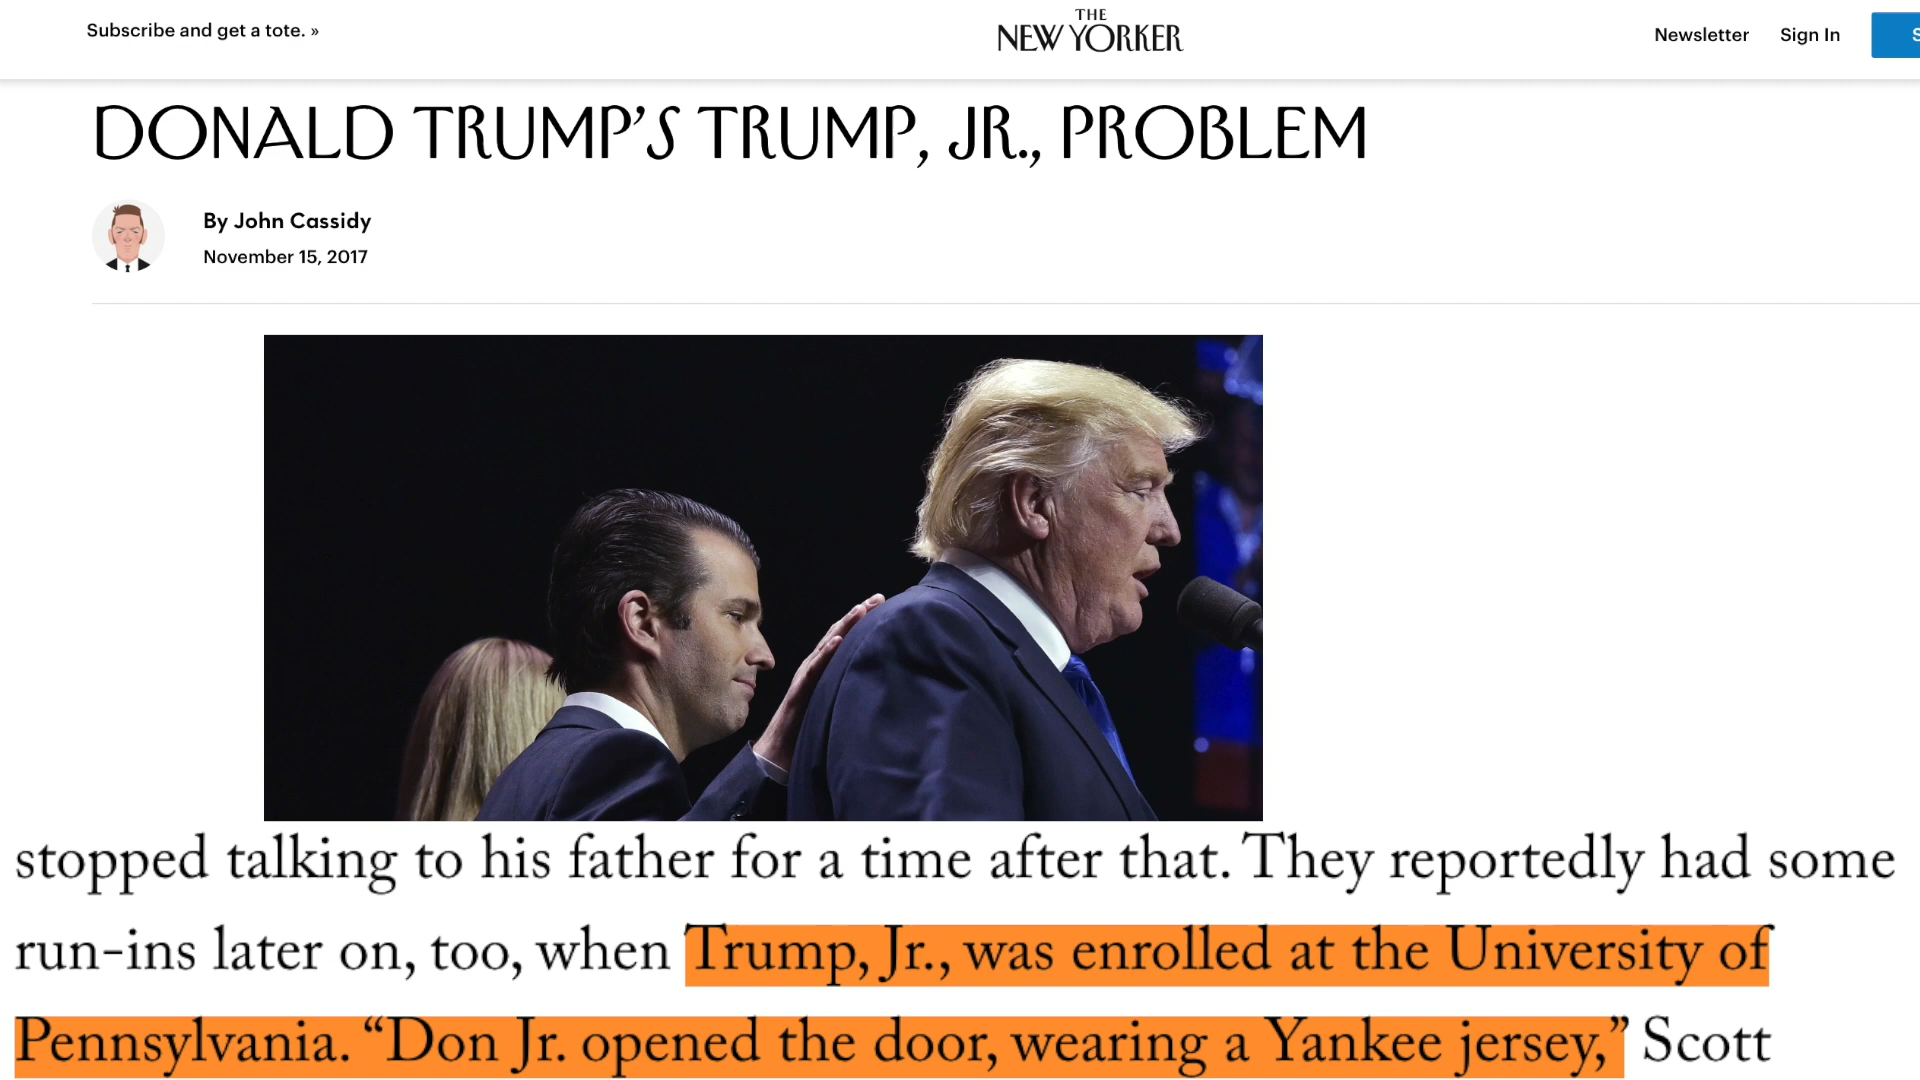 Subscribe and get a tote. »
THE
NEW YORKER
Newsletter
Sign In
DONALD TRUMP’S TRUMP, JR., PROBLEM
By John Cassidy
November 15, 2017
stopped talking to his father for a time after that. They reportedly had some
run-ins later on, too, when Trump, Jr., was enrolled at the University of
Pennsylvania. “Don Jr. opened the door, wearing a Yankee jersey,” Scott